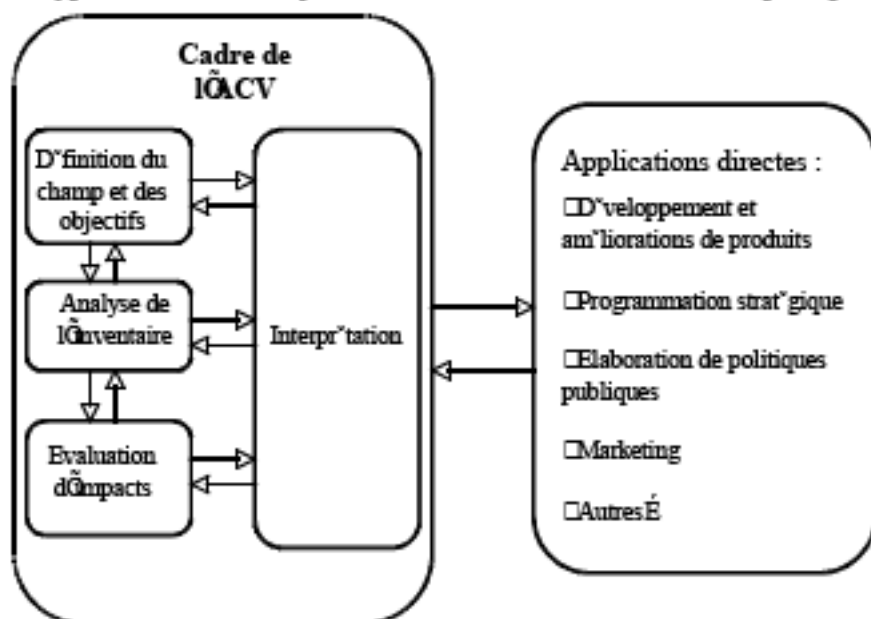 Cadre de
lÕACV
D˘finition du
champ et des
objectifs
Analyse de
lÕinventaire
Evaluation
dÕimpacts
Interpr˘tation
Applications directes :
□D˘veloppement et
am˘liorations de produits
□Programmation strat˘gique
□Elaboration de politiques
publiques
□Marketing
□AutresÉ